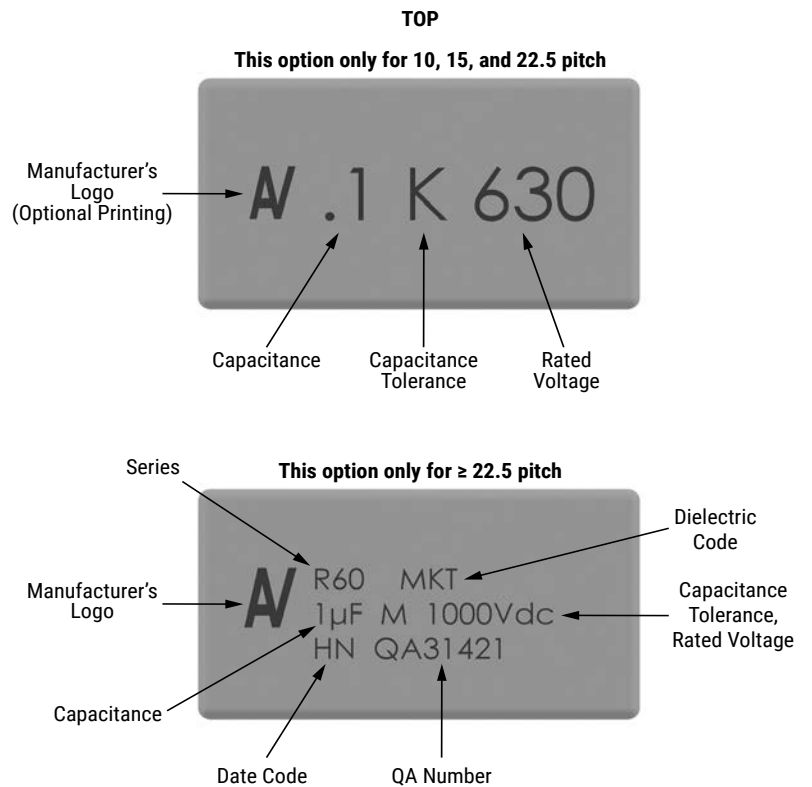 TOP
This option only for 10, 15, and 22.5 pitch
Manufacturer's
Logo
(Optional Printing)
.1 K 630
Capacitance
Capacitance
Tolerance
Rated
Voltage
Series
This option only for ≥ 22.5 pitch
Dielectric
Code
R60 MKT
Manufacturer's
Logo
1µF M 1000Vdc
Capacitance
Tolerance,
Rated Voltage
HN QA31421
Capacitance
Date Code
QA Number